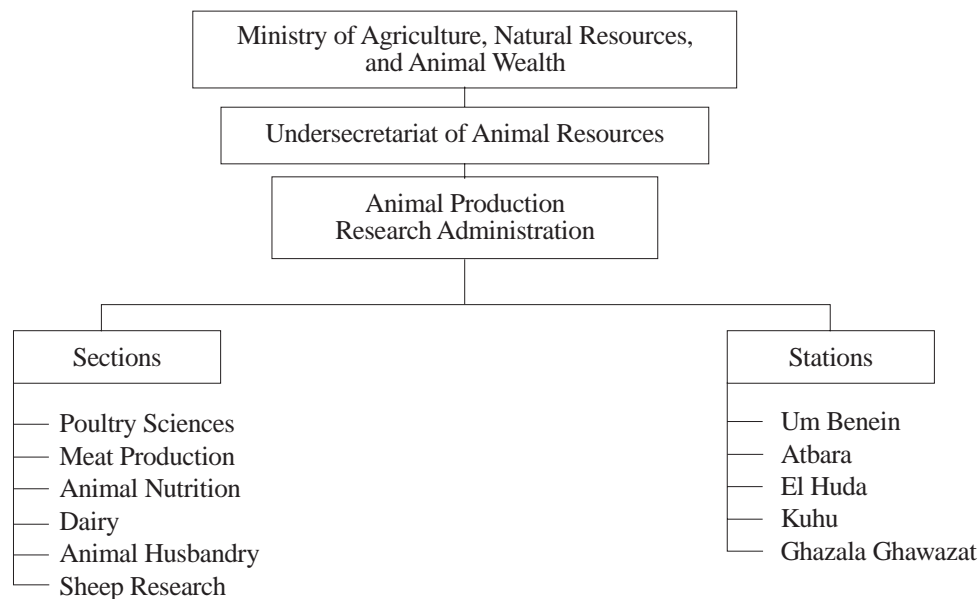 Ministry of Agriculture, Natural Resources,
and Animal Wealth
Undersecretariat of Animal Resources
Animal Production
Research Administration
Sections
Poultry Sciences
Meat Production
Animal Nutrition
Dairy
Animal Husbandry
Sheep Research
Stations
Um Benein
Atbara
El Huda
Kuhu
Ghazala Ghawazat